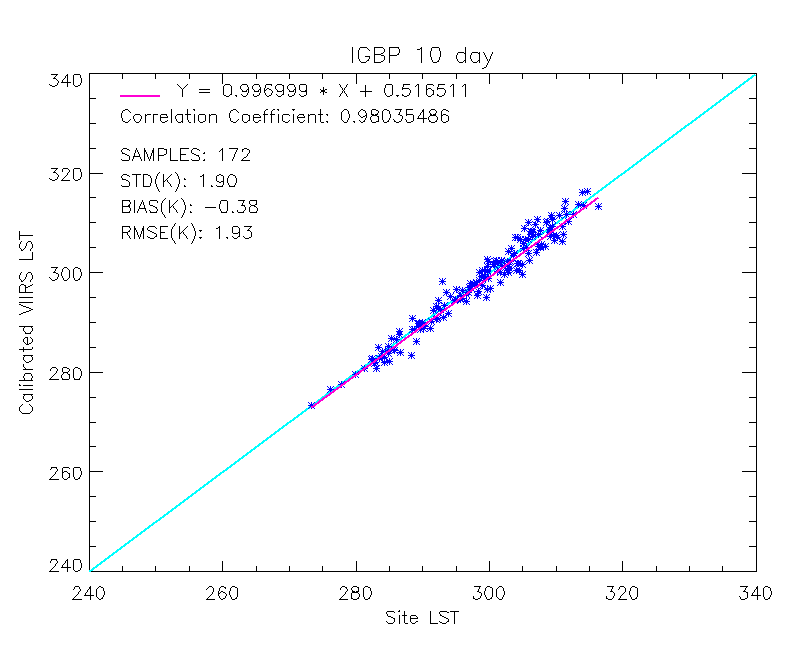 IGBP 10 day
Y = 0.996999 * X + 0.516511
Correlation Coefficient: 0.98035486
SAMPLES: 172
STD(K): 1.90
BIAS(K): −0.38
RMSE(K): 1.93
Calibrated VIIRS LST
340
320
300
280
260
240
240 260 280 300 320 340
Site LST